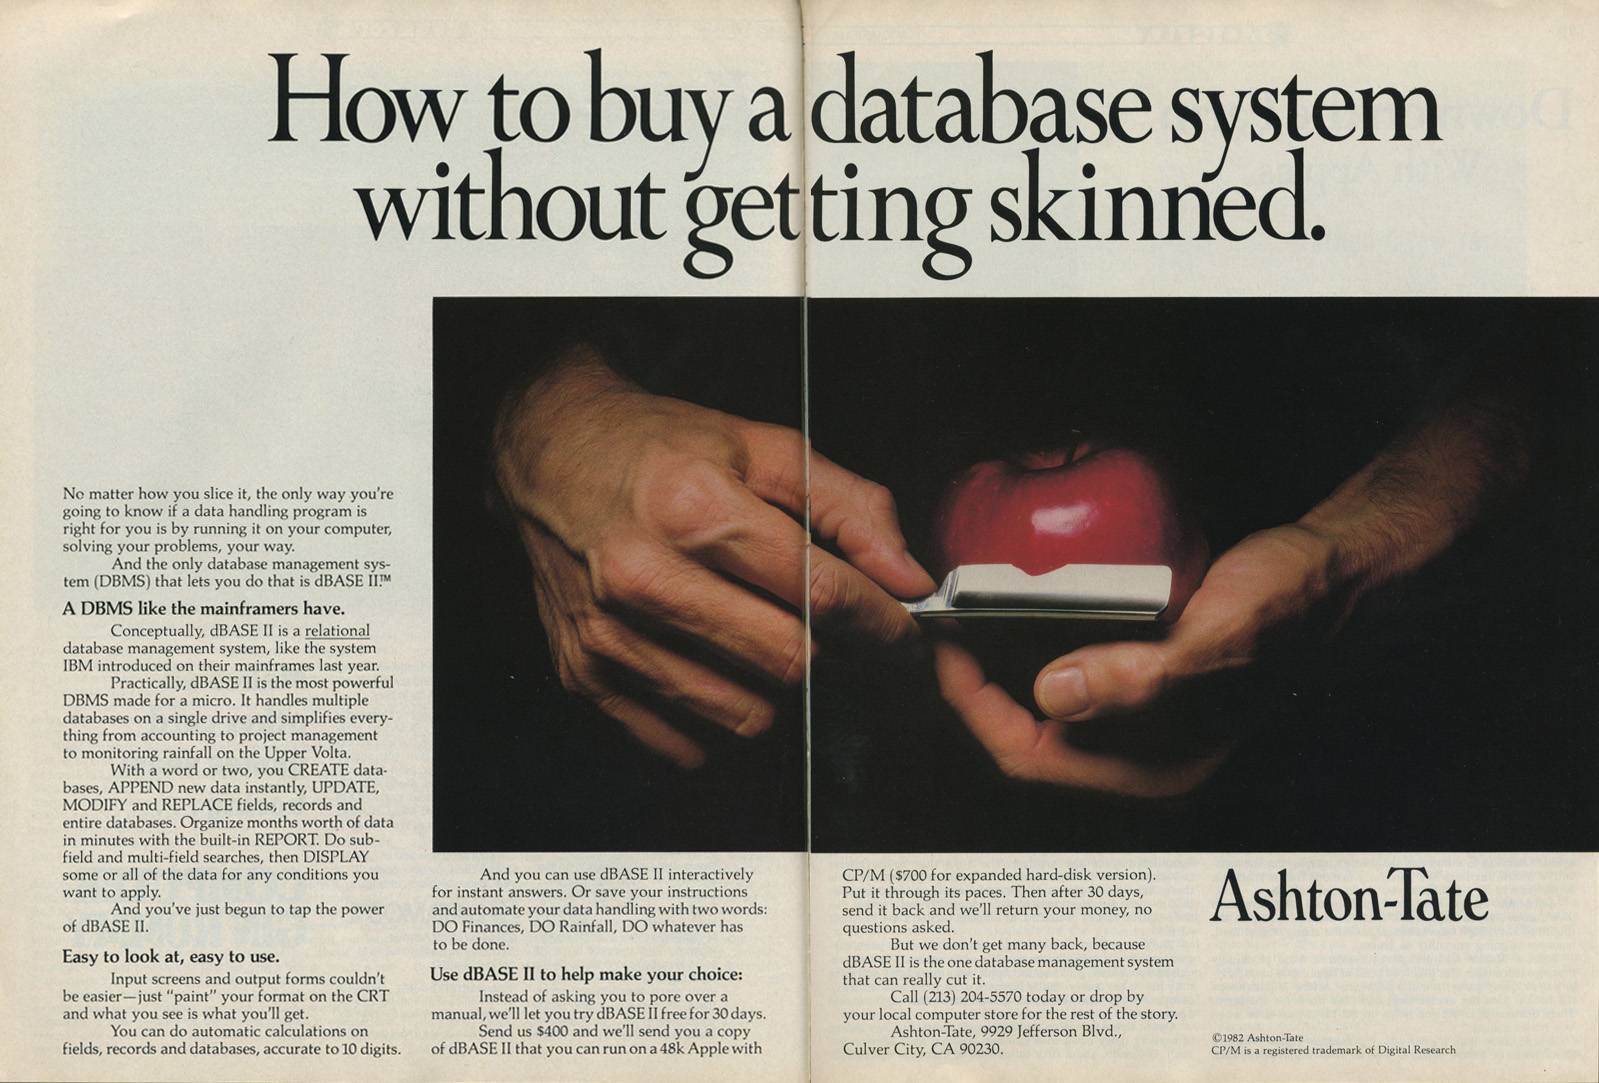 How to buy a database system
without getting skinned.
No matter how you slice it, the only way you're
going to know if a data handling program is
right for you is by running it on your computer,
solving your problems, your way.
And the only database management sys-
tem (DBMS) that lets you do that is dBASE II.™
A DBMS like the mainframers have.
Conceptually, dBASE II is a relational
database management system, like the system
IBM introduced on their mainframes last year.
Practically, dBASE II is the most powerful
DBMS made for a micro. It handles multiple
databases on a single drive and simplifies every-
thing from accounting to project management
to monitoring rainfall on the Upper Volta.
With a word or two, you CREATE data-
bases, APPEND new data instantly, UPDATE,
MODIFY and REPLACE fields, records and
entire databases. Organize months worth of data
in minutes with the built-in REPORT. Do sub-
field and multi-field searches, then DISPLAY
some or all of the data for any conditions you
want to apply.
And you've just begun to tap the power
of dBASE II.
Easy to look at, easy to use.
Input screens and output forms couldn't
be easier—just "paint" your format on the CRT
and what you see is what you'll get.
You can do automatic calculations on
fields, records and databases, accurate to 10 digits.
And you can use dBASE II interactively
for instant answers. Or save your instructions
and automate your data handling with two words:
DO Finances, DO Rainfall, DO whatever has
to be done.
Use dBASE II to help make your choice:
Instead of asking you to pore over a
manual, we'll let you try dBASE II free for 30 days.
Send us $400 and we'll send you a copy
of dBASE II that you can run on a 48k Apple with
CP/M ($700 for expanded hard-disk version).
Put it through its paces. Then after 30 days,
send it back and we'll return your money, no
questions asked.
But we don't get many back, because
dBASE II is the one database management system
that can really cut it.
Call (213) 204-5570 today or drop by
your local computer store for the rest of the story.
Ashton-Tate, 9929 Jefferson Blvd.,
Culver City, CA 90230.
Ashton-Tate
©1982 Ashton-Tate
CP/M is a registered trademark of Digital Research